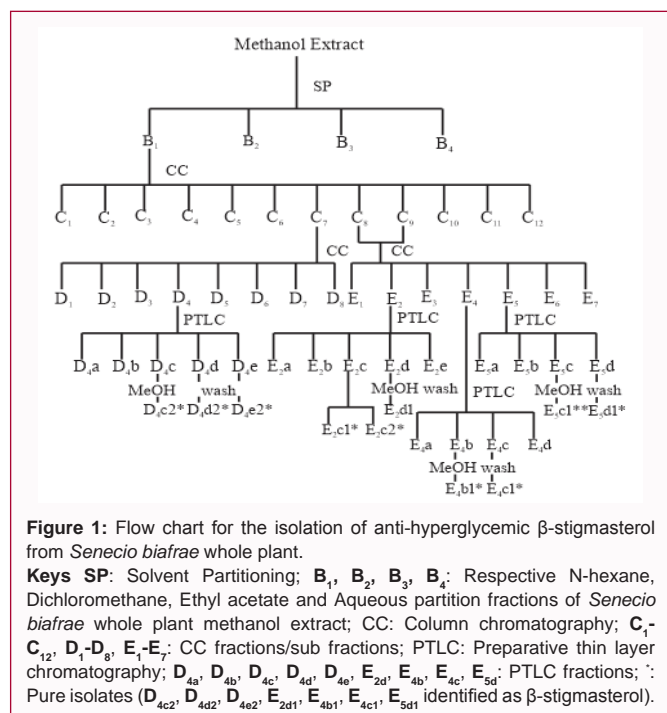 Methanol Extract
SP
B₁ B₂ B₃ B₄
CC
C₁ C₂ C₃ C₄ C₅ C₆ C₇ C₈ C₉ C₁₀ C₁₁ C₁₂
CC CC
D₁ D₂ D₃ D₄ D₅ D₆ D₇ D₈ E₁ E₂ E₃ E₄ E₅ E₆ E₇
PTLC PTLC PTLC
D₄a D₄b D₄c D₄d D₄e E₂a E₂b E₂c E₂d E₂e E₅a E₅b E₅c E₅d
MeOH wash MeOH wash PTLC MeOH wash
D₄c2* D₄d2* D₄e2* E₂d1 E₅c1** E₅d1*
E₂c1* E₂c2* E₄a E₄b E₄c E₄d
MeOH wash
E₄b1* E₄c1*
Figure 1: Flow chart for the isolation of anti-hyperglycemic β-stigmasterol
from Senecio biafrae whole plant.
Keys SP: Solvent Partitioning; B₁, B₂, B₃, B₄: Respective N-hexane,
Dichloromethane, Ethyl acetate and Aqueous partition fractions of Senecio
biafrae whole plant methanol extract; CC: Column chromatography; C₁-
C₁₂, D₁-D₈, E₁-E₇: CC fractions/sub fractions; PTLC: Preparative thin layer
chromatography; D₄ₐ, D₄b, D₄c, D₄d, D₄e, E₂d, E₄b, E₄c, E₅d: PTLC fractions; *:
Pure isolates (D₄c₂, D₄d₂, D₄e₂, E₂d₁, E₄b₁, E₄c₁, E₅d₁ identified as β-stigmasterol).